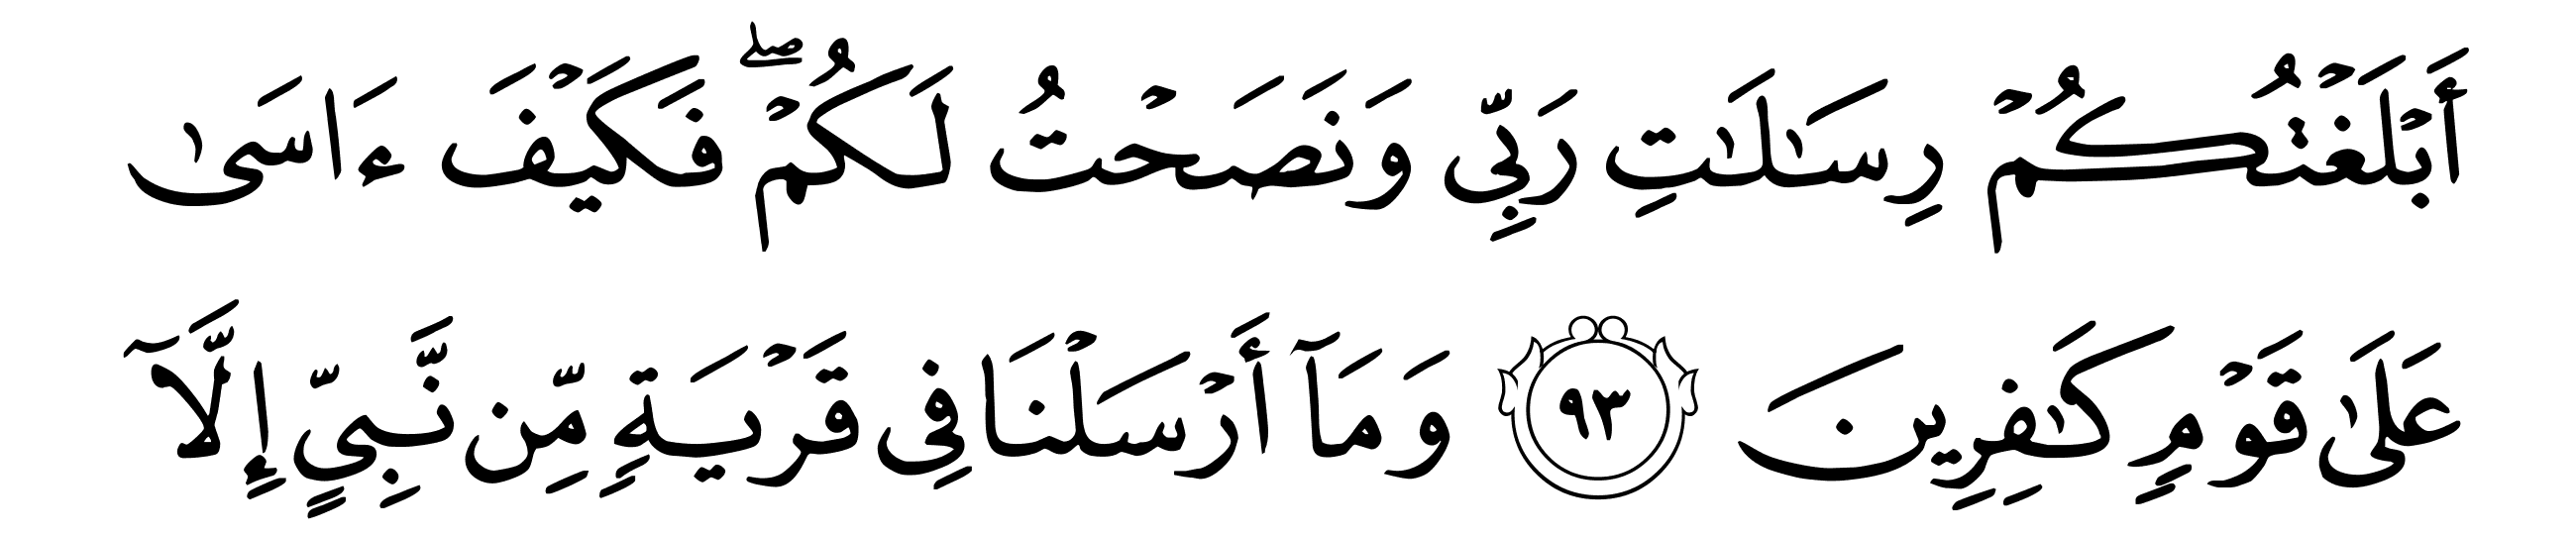 أَبْلَغْتُكُمْ رِسَـٰلَـٰتِ رَبِّى وَنَصَحْتُ لَكُمْ ۖ فَكَيْفَ ءَاسَىٰ
عَلَىٰ قَوْمٍ كَـٰفِرِينَ ٩٣ وَمَآ أَرْسَلْنَا فِى قَرْيَةٍ مِّن نَّبِىٍّ إِلَّآ